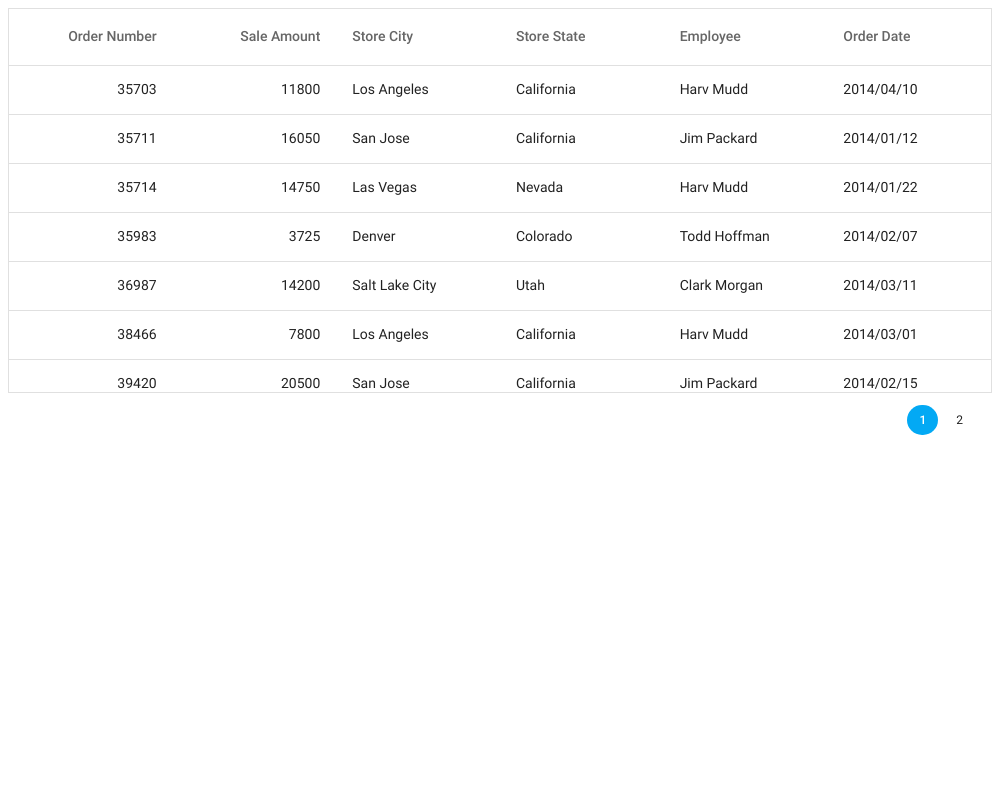 Order Number Sale Amount Store City Store State Employee Order Date
35703 11800 Los Angeles California Harv Mudd 2014/04/10
35711 16050 San Jose California Jim Packard 2014/01/12
35714 14750 Las Vegas Nevada Harv Mudd 2014/01/22
35983 3725 Denver Colorado Todd Hoffman 2014/02/07
36987 14200 Salt Lake City Utah Clark Morgan 2014/03/11
38466 7800 Los Angeles California Harv Mudd 2014/03/01
39420 20500 San Jose California Jim Packard 2014/02/15
1 2